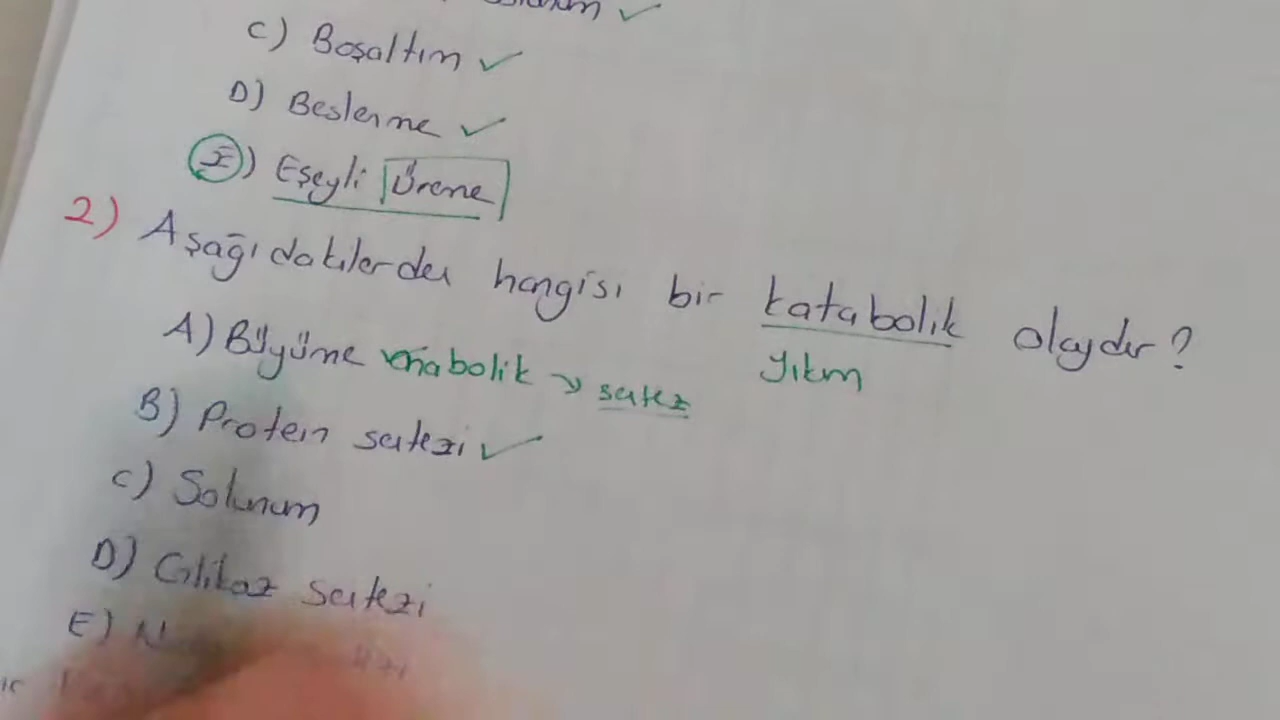 C) Boşaltım ✓
D) Beslenme ✓
E) Eşeyli Üreme
2) Aşağıdakilerden hangisi bir katabolik olaydır?
yıkım
A) Büyüme anabolik → sentez
B) Protein sentezi ✓
C) Solunum
D) Glikoz sentezi
E)